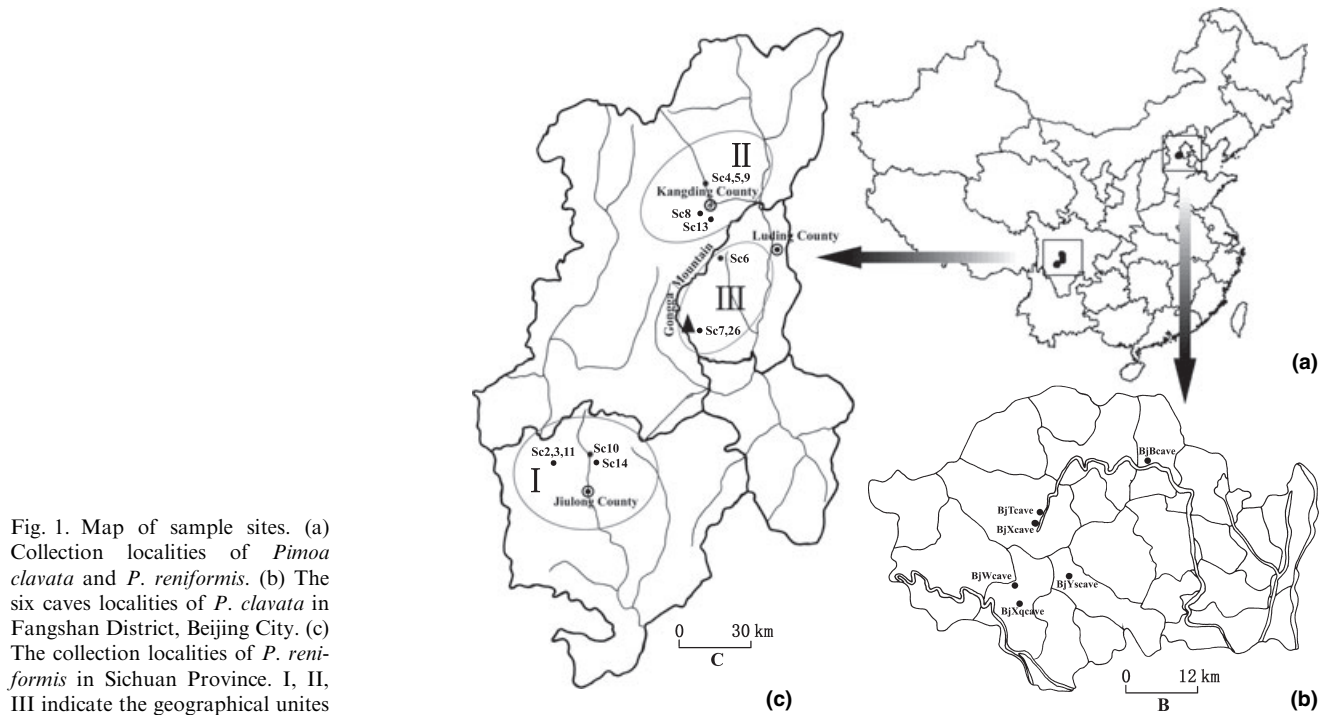 II
Sc4,5,9
Kangding County
Sc8
Sc13
Luding County
Sc6
Gongga Mountain
III
Sc7,26
Sc2,3,11
Sc10
Sc14
I
Jiulong County
0 30 km
C
(c)
(a)
BjBcave
BjTcave
BjXcave
BjWcave
BjYscave
BjXqcave
0 12 km
B
(b)
Fig. 1. Map of sample sites. (a)
Collection localities of Pimoa
clavata and P. reniformis. (b) The
six caves localities of P. clavata in
Fangshan District, Beijing City. (c)
The collection localities of P. reni-
formis in Sichuan Province. I, II,
III indicate the geographical unites